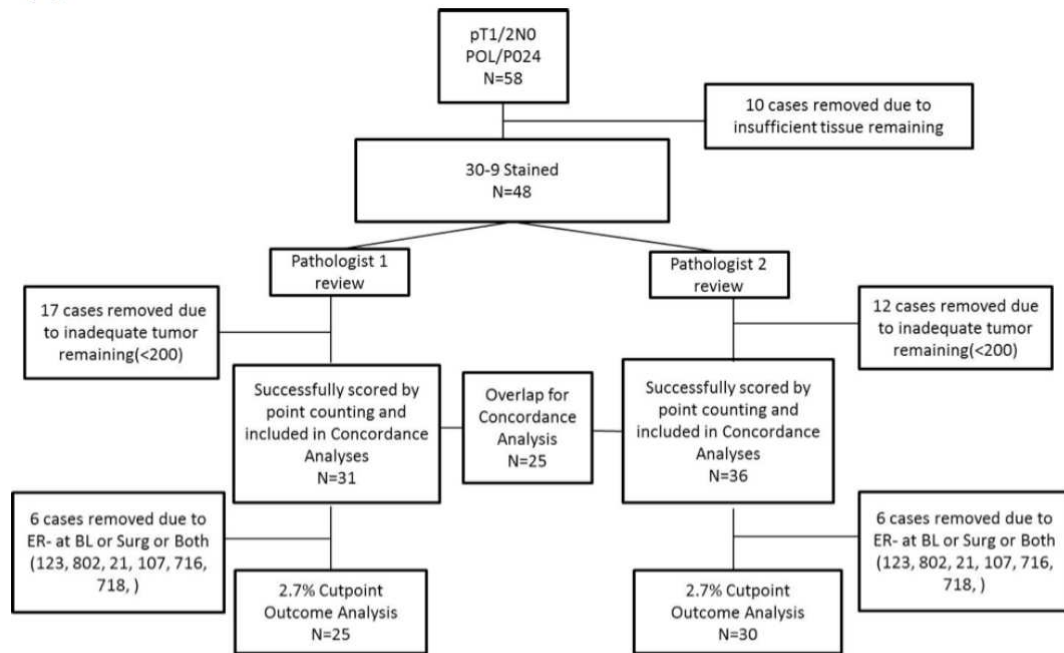 pT1/2N0
POL/P024
N=58
10 cases removed due to
insufficient tissue remaining
30-9 Stained
N=48
Pathologist 1
review
Pathologist 2
review
17 cases removed due
to inadequate tumor
remaining(<200)
12 cases removed due
to inadequate tumor
remaining(<200)
Successfully scored by
point counting and
included in Concordance
Analyses
N=31
Overlap for
Concordance
Analysis
N=25
Successfully scored by
point counting and
included in Concordance
Analyses
N=36
6 cases removed due to
ER- at BL or Surg or Both
(123, 802, 21, 107, 716,
718, )
6 cases removed due to
ER- at BL or Surg or Both
(123, 802, 21, 107, 716,
718, )
2.7% Cutpoint
Outcome Analysis
N=25
2.7% Cutpoint
Outcome Analysis
N=30